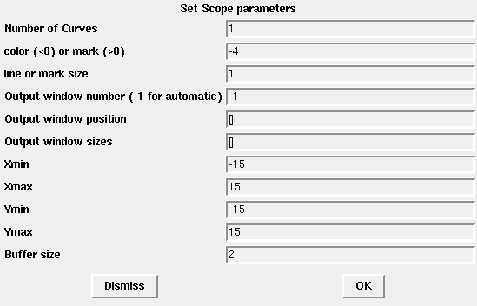 Set Scope parameters
Number of Curves 1
color (<0) or mark (>0) -4
line or mark size 1
Output window number (-1 for automatic) -1
Output window position []
Output window sizes []
Xmin -15
Xmax 15
Ymin -15
Ymax 15
Buffer size 2
Dismiss OK